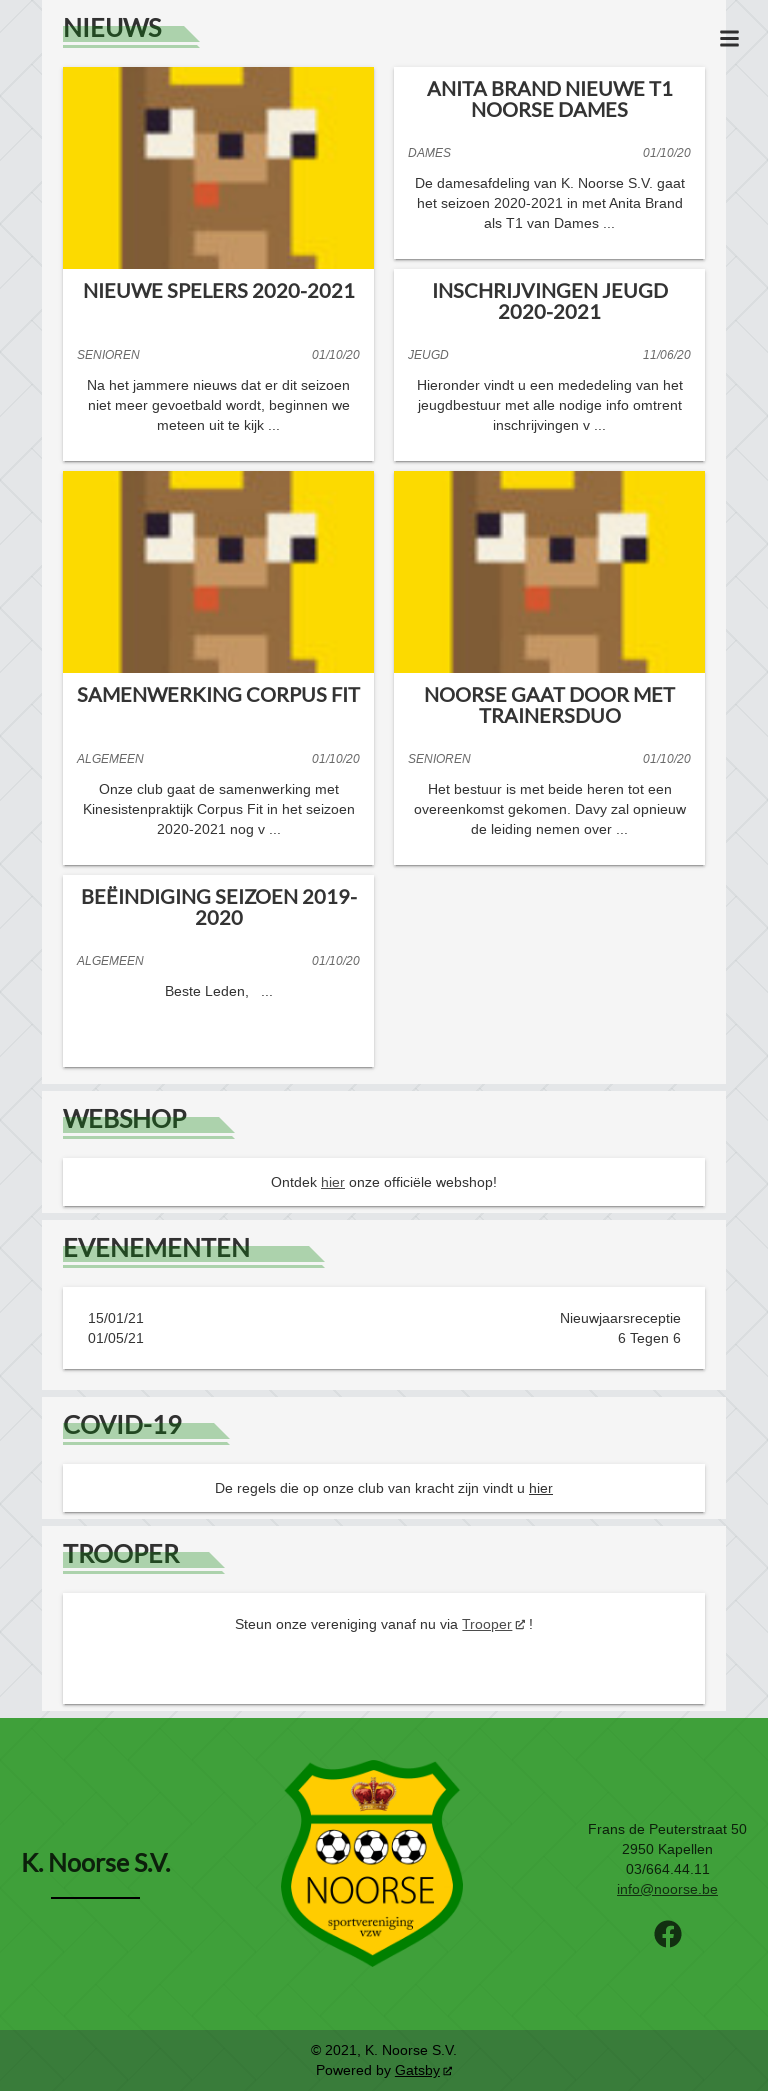 NIEUWS
NIEUWE SPELERS 2020-2021
SENIOREN 01/10/20
Na het jammere nieuws dat er dit seizoen
niet meer gevoetbald wordt, beginnen we
meteen uit te kijk ...
ANITA BRAND NIEUWE T1
NOORSE DAMES
DAMES 01/10/20
De damesafdeling van K. Noorse S.V. gaat
het seizoen 2020-2021 in met Anita Brand
als T1 van Dames ...
INSCHRIJVINGEN JEUGD
2020-2021
JEUGD 11/06/20
Hieronder vindt u een mededeling van het
jeugdbestuur met alle nodige info omtrent
inschrijvingen v ...
SAMENWERKING CORPUS FIT
ALGEMEEN 01/10/20
Onze club gaat de samenwerking met
Kinesistenpraktijk Corpus Fit in het seizoen
2020-2021 nog v ...
NOORSE GAAT DOOR MET
TRAINERSDUO
SENIOREN 01/10/20
Het bestuur is met beide heren tot een
overeenkomst gekomen. Davy zal opnieuw
de leiding nemen over ...
BEËINDIGING SEIZOEN 2019-
2020
ALGEMEEN 01/10/20
Beste Leden, ...
WEBSHOP
Ontdek hier onze officiële webshop!
EVENEMENTEN
15/01/21 Nieuwjaarsreceptie
01/05/21 6 Tegen 6
COVID-19
De regels die op onze club van kracht zijn vindt u hier
TROOPER
Steun onze vereniging vanaf nu via Trooper !
K. Noorse S.V.
NOORSE
sportvereniging
vzw
Frans de Peuterstraat 50
2950 Kapellen
03/664.44.11
info@noorse.be
© 2021, K. Noorse S.V.
Powered by Gatsby